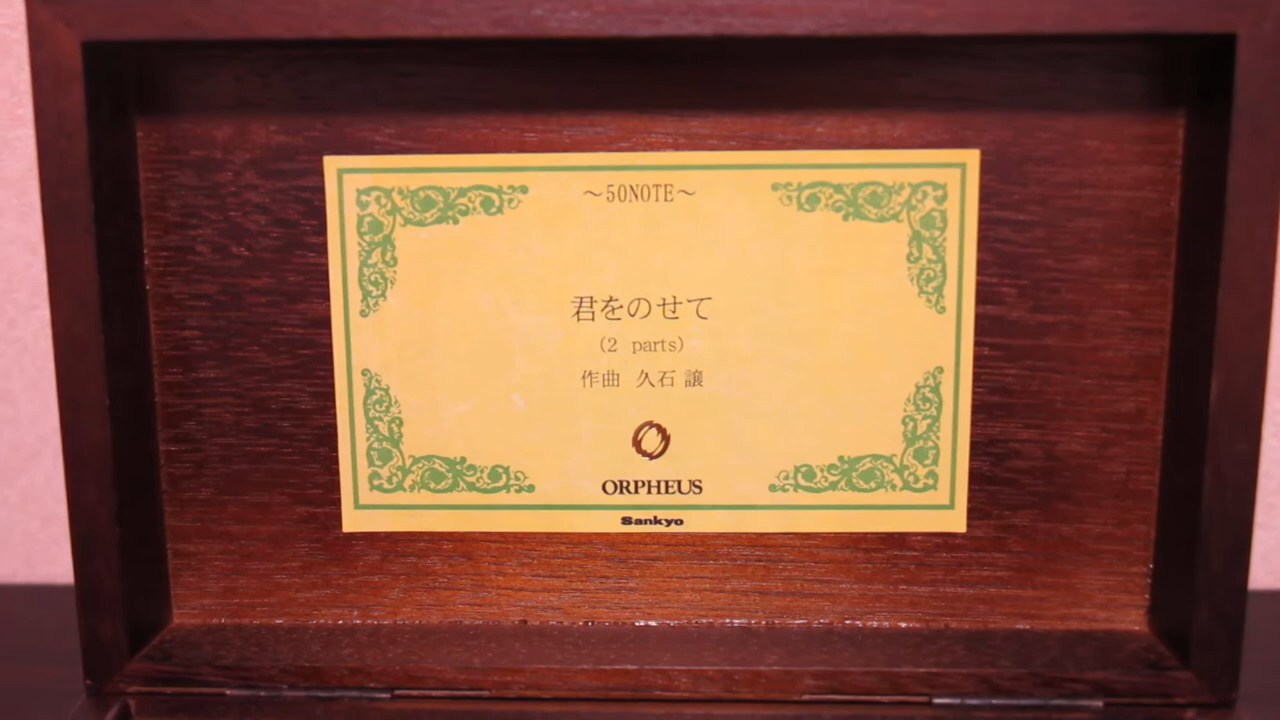 ～50NOTE～
君をのせて
(2 parts)
作曲 久石 譲
ORPHEUS
Sankyo